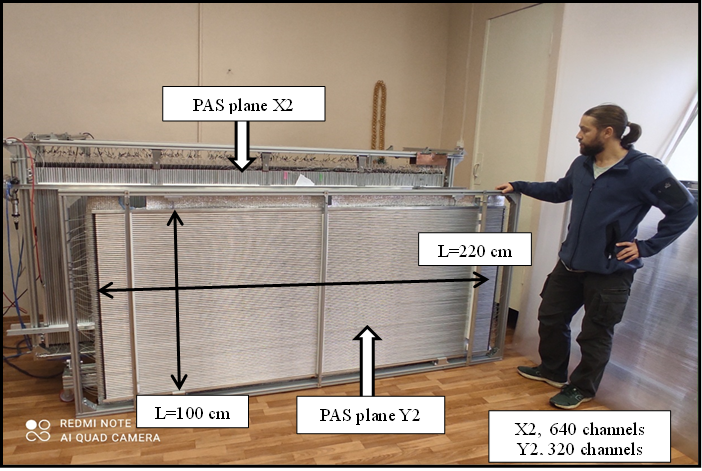 PAS plane X2
L=220 cm
L=100 cm
PAS plane Y2
X2, 640 channels
Y2, 320 channels
REDMI NOTE
AI QUAD CAMERA